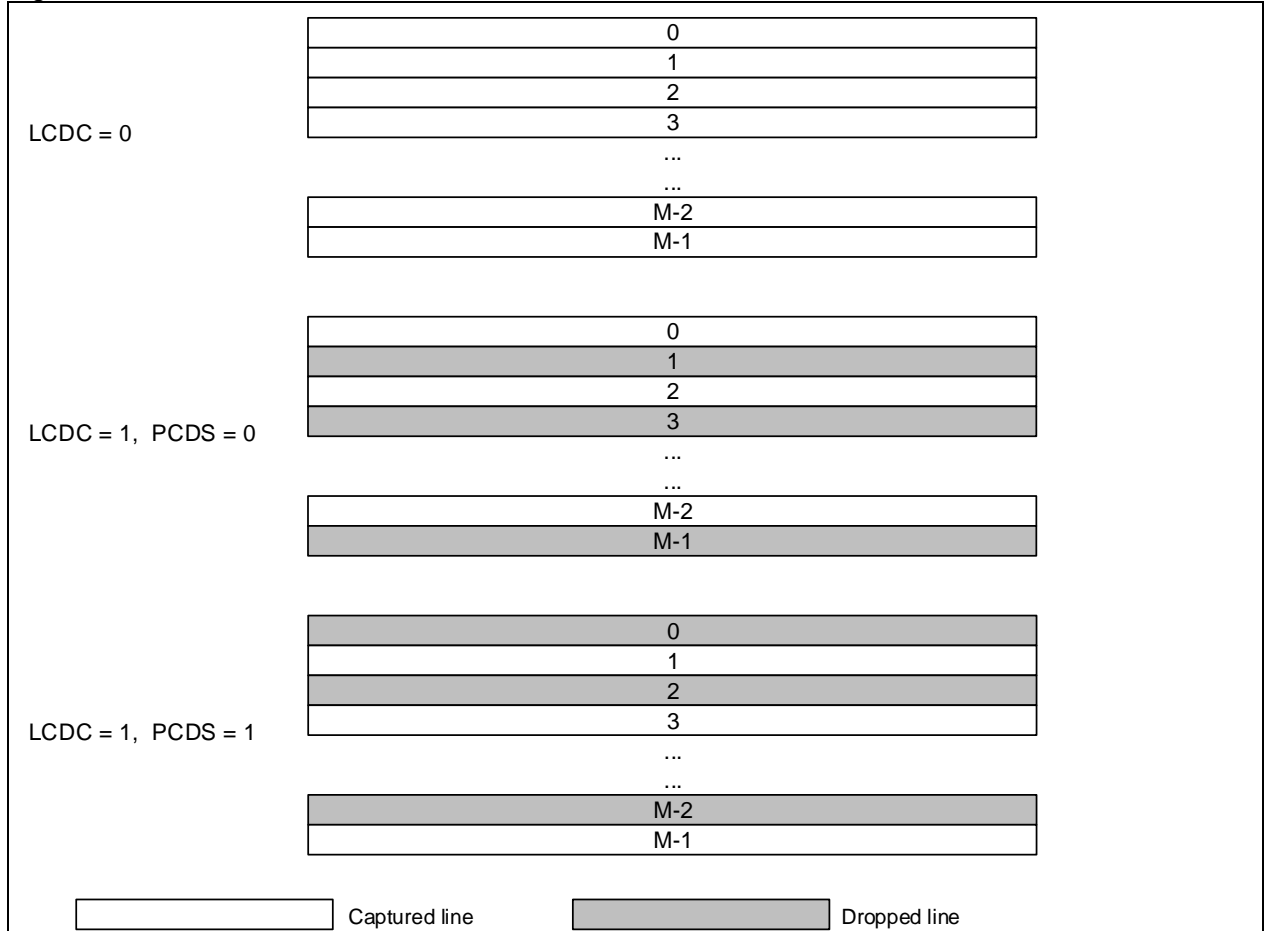 0
1
2
3
LCDC = 0
...
...
M-2
M-1
0
1
2
3
LCDC = 1, PCDS = 0
...
...
M-2
M-1
0
1
2
3
LCDC = 1, PCDS = 1
...
...
M-2
M-1
Captured line
Dropped line